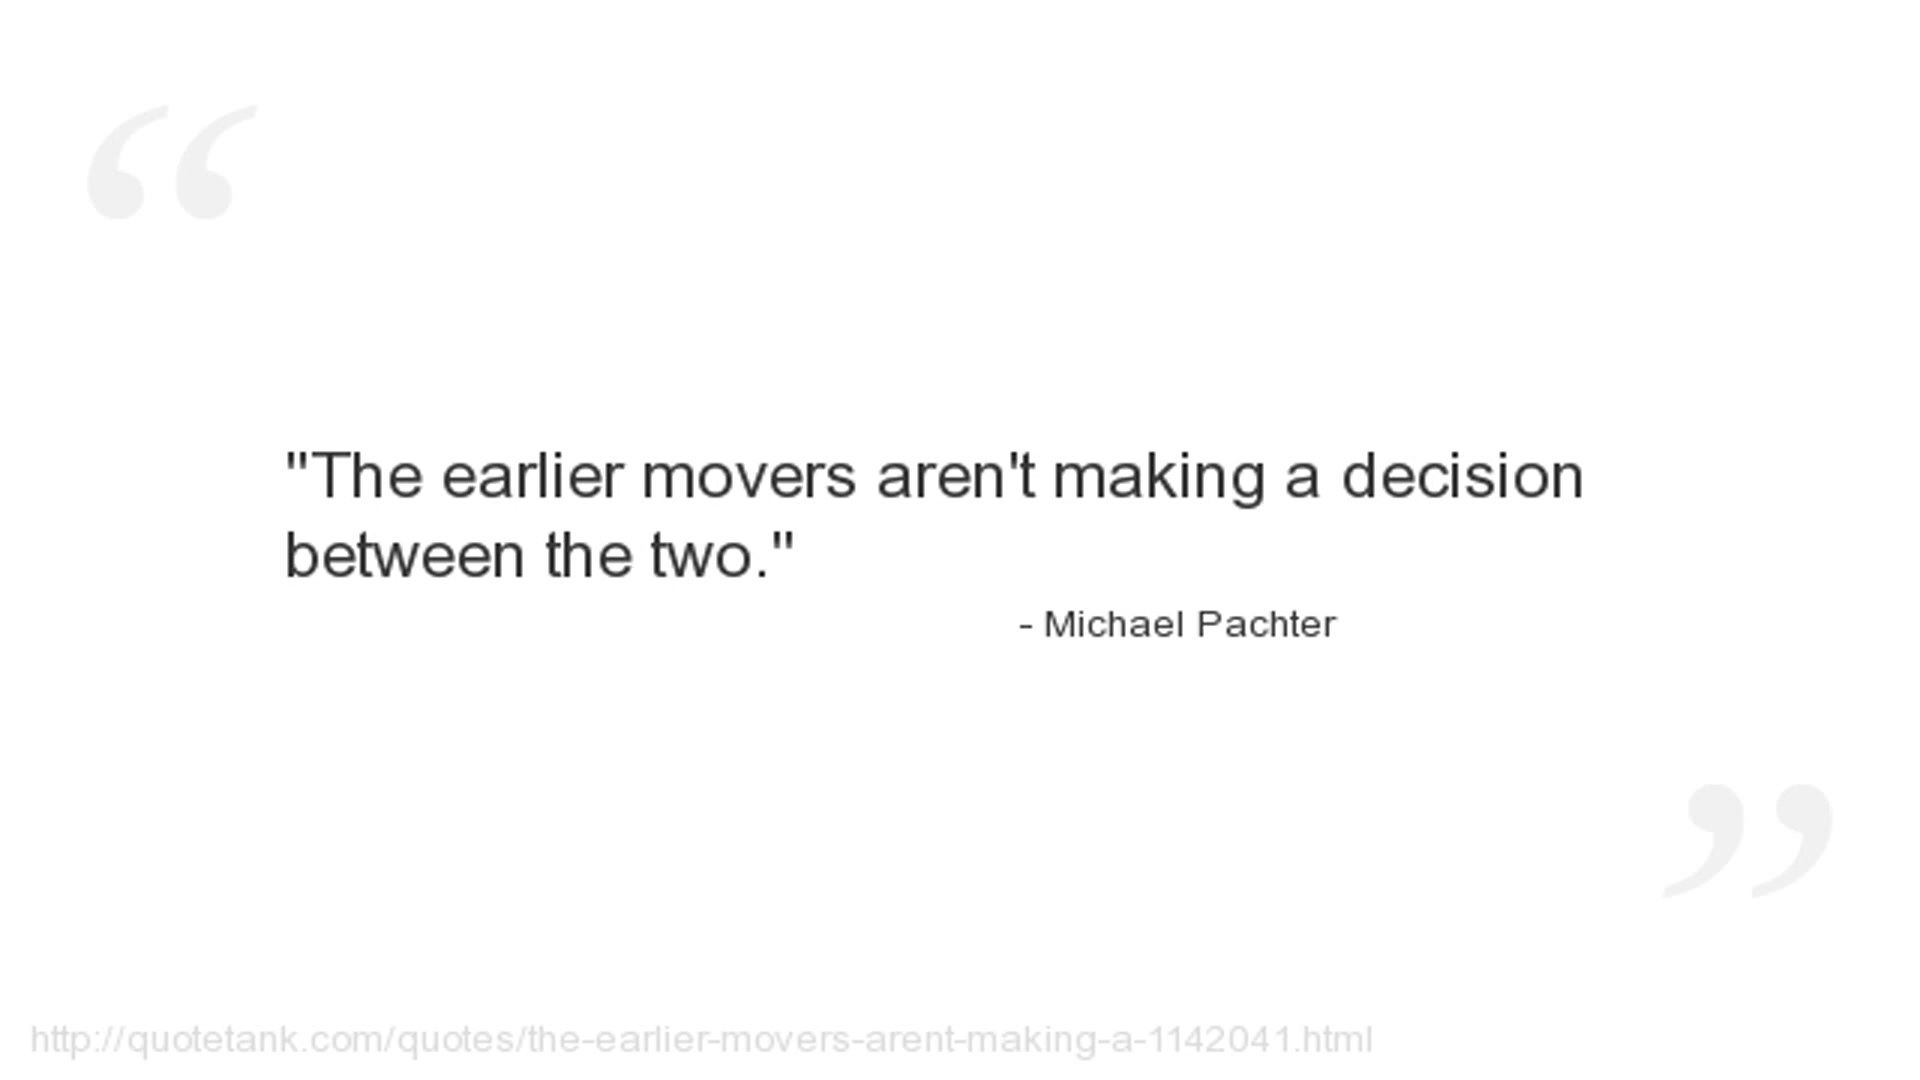 "The earlier movers aren't making a decision
between the two."
- Michael Pachter
http://quotetank.com/quotes/the-earlier-movers-arent-making-a-1142041.html